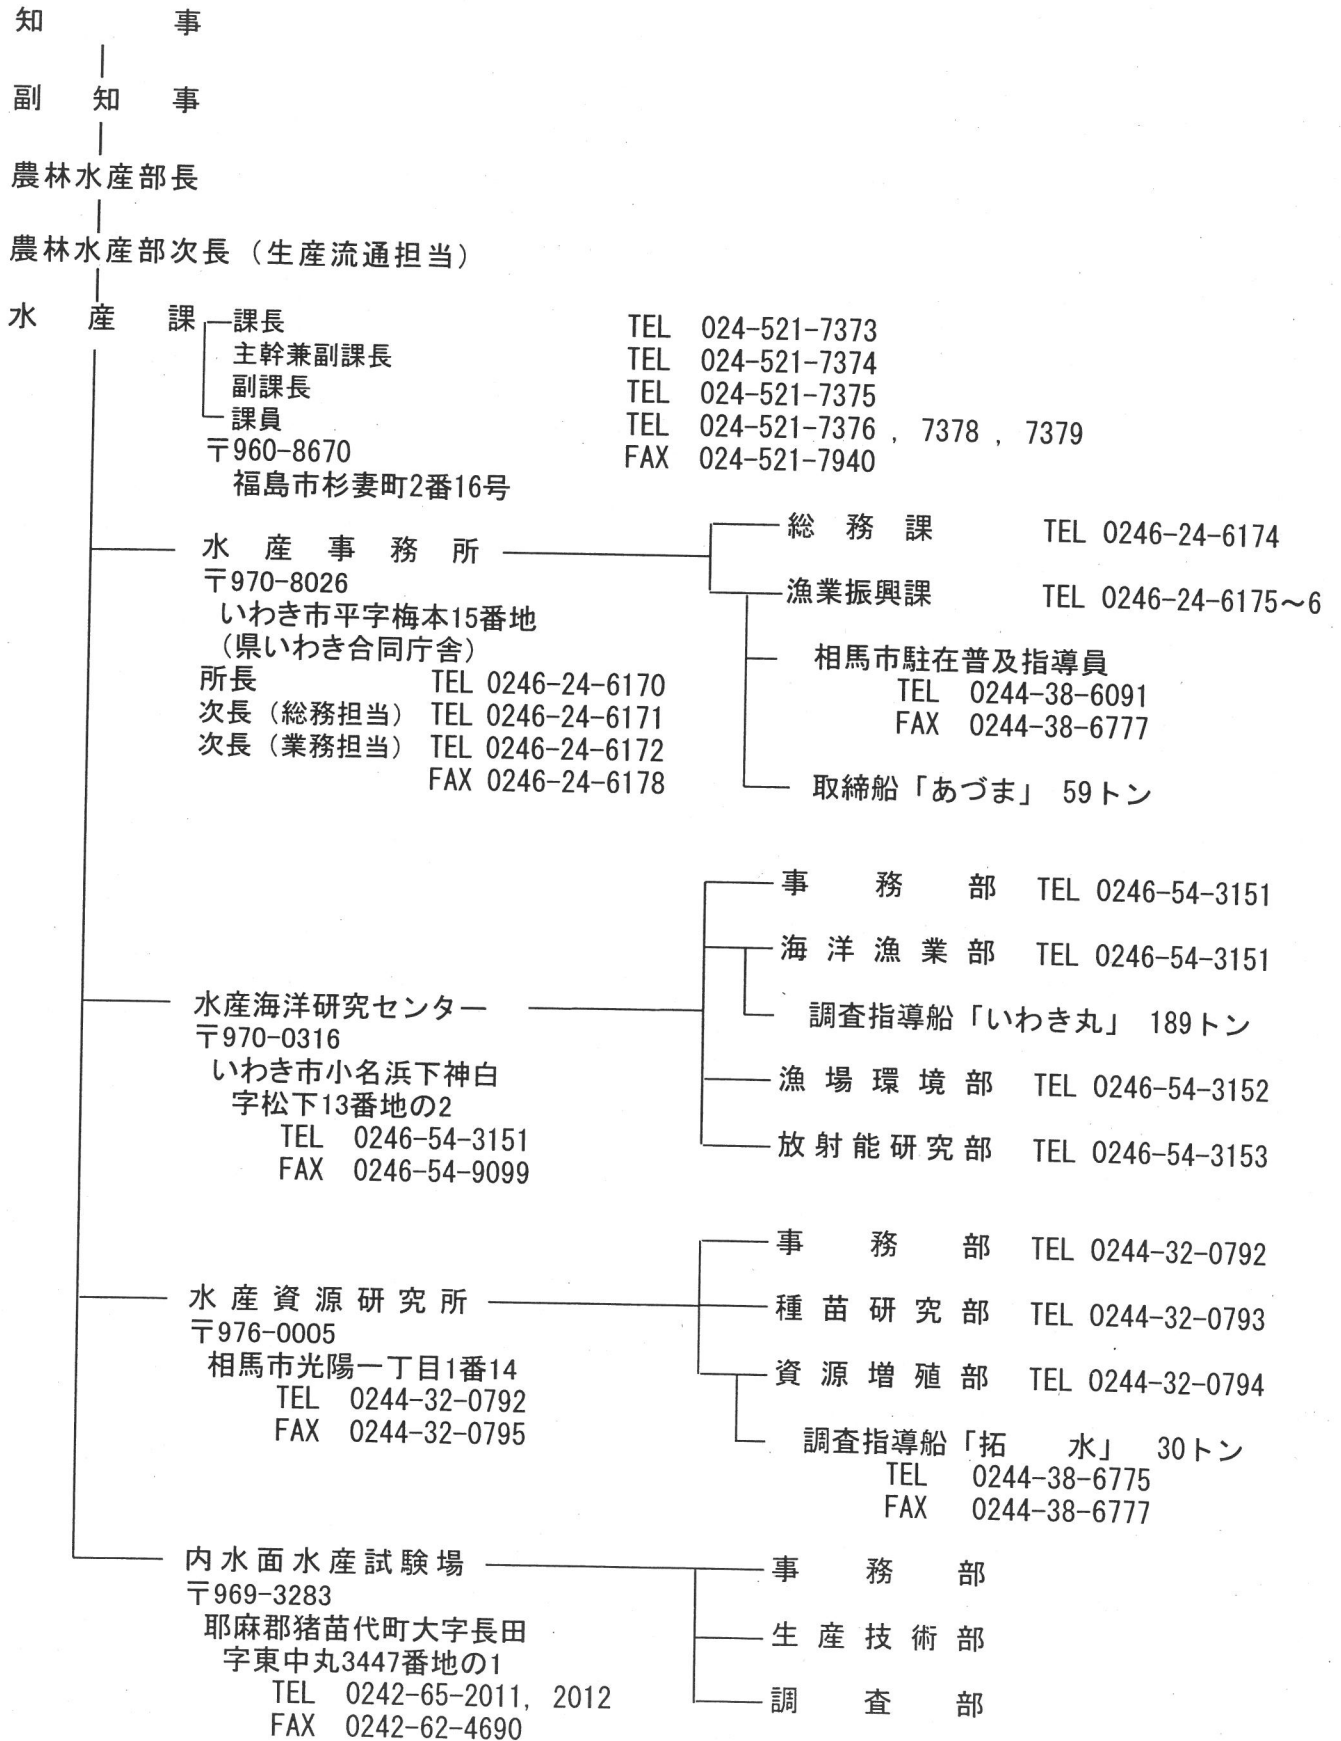 知事
副知事
農林水産部長
農林水産部次長（生産流通担当）
水産課
課長 TEL 024-521-7373
主幹兼副課長 TEL 024-521-7374
副課長 TEL 024-521-7375
課員 TEL 024-521-7376 , 7378 , 7379
〒960-8670 FAX 024-521-7940
福島市杉妻町2番16号
水産事務所
〒970-8026
いわき市平字梅本15番地
（県いわき合同庁舎）
所長 TEL 0246-24-6170
次長（総務担当） TEL 0246-24-6171
次長（業務担当） TEL 0246-24-6172
FAX 0246-24-6178
総務課 TEL 0246-24-6174
漁業振興課 TEL 0246-24-6175～6
相馬市駐在普及指導員
TEL 0244-38-6091
FAX 0244-38-6777
取締船「あづま」 59トン
水産海洋研究センター
〒970-0316
いわき市小名浜下神白
字松下13番地の2
TEL 0246-54-3151
FAX 0246-54-9099
事務部 TEL 0246-54-3151
海洋漁業部 TEL 0246-54-3151
調査指導船「いわき丸」 189トン
漁場環境部 TEL 0246-54-3152
放射能研究部 TEL 0246-54-3153
水産資源研究所
〒976-0005
相馬市光陽一丁目1番14
TEL 0244-32-0792
FAX 0244-32-0795
事務部 TEL 0244-32-0792
種苗研究部 TEL 0244-32-0793
資源増殖部 TEL 0244-32-0794
調査指導船「拓水」 30トン
TEL 0244-38-6775
FAX 0244-38-6777
内水面水産試験場
〒969-3283
耶麻郡猪苗代町大字長田
字東中丸3447番地の1
TEL 0242-65-2011, 2012
FAX 0242-62-4690
事務部
生産技術部
調査部